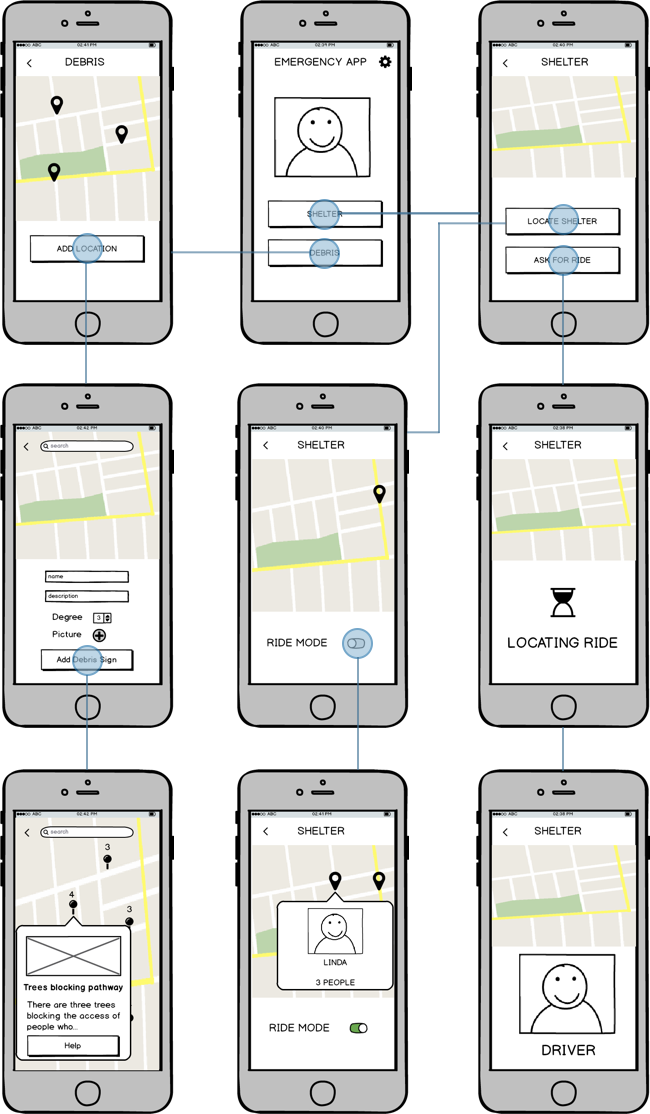 ●●●○○ ABC 02:41 PM
DEBRIS
ADD LOCATION
●●●○○ ABC 02:39 PM
EMERGENCY APP
SHELTER
DEBRIS
●●●○○ ABC 02:40 PM
SHELTER
LOCATE SHELTER
ASK FOR RIDE
●●●○○ ABC 02:42 PM
search
name
description
Degree 3
Picture
Add Debris Sign
●●●○○ ABC 02:40 PM
SHELTER
RIDE MODE
●●●○○ ABC 02:38 PM
SHELTER
LOCATING RIDE
●●●○○ ABC 02:42 PM
search
3
4
3
Trees blocking pathway
There are three trees
blocking the access of
people who...
Help
●●●○○ ABC 02:41 PM
SHELTER
LINDA
3 PEOPLE
RIDE MODE
●●●○○ ABC 02:38 PM
SHELTER
DRIVER